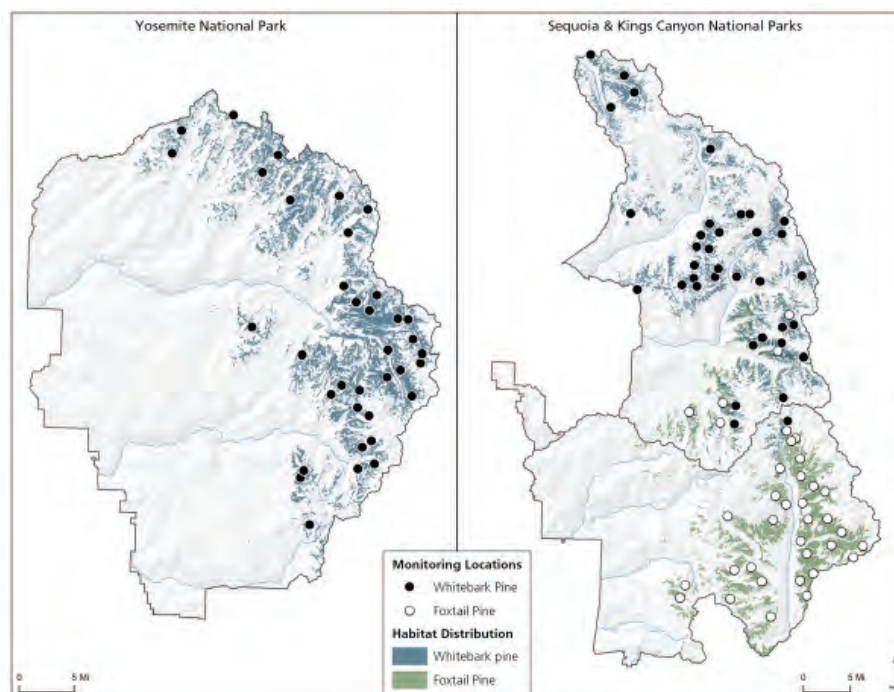 Yosemite National Park
Sequoia & Kings Canyon National Parks
Monitoring Locations
Whitebark Pine
Foxtail Pine
Habitat Distribution
Whitebark pine
Foxtail Pine
0 5 Mi
0 5 Mi